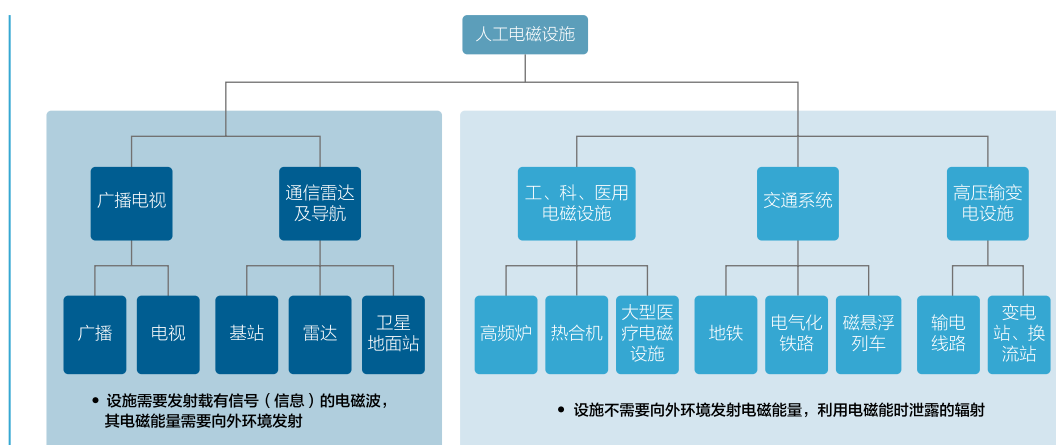 人工电磁设施
广播电视
通信雷达
及导航
工、科、医用
电磁设施
交通系统
高压输变
电设施
广播
电视
基站
雷达
卫星
地面站
高频炉
热合机
大型医
疗电磁
设施
地铁
电气化
铁路
磁悬浮
列车
输电
线路
变电
站、换
流站
• 设施需要发射载有信号（信息）的电磁波，
其电磁能量需要向外环境发射
• 设施不需要向外环境发射电磁能量，利用电磁能时泄露的辐射